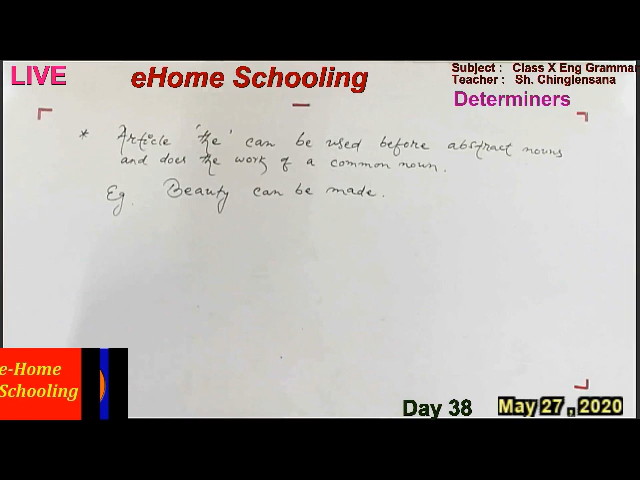 LIVE
eHome Schooling
Subject : Class X Eng Grammar
Teacher : Sh. Chinglensana
Determiners
* Article 'the' can be used before abstract nouns
and does the work of a common noun.
Eg. Beauty can be made.
e-Home
Schooling
Day 38
May 27 , 2020